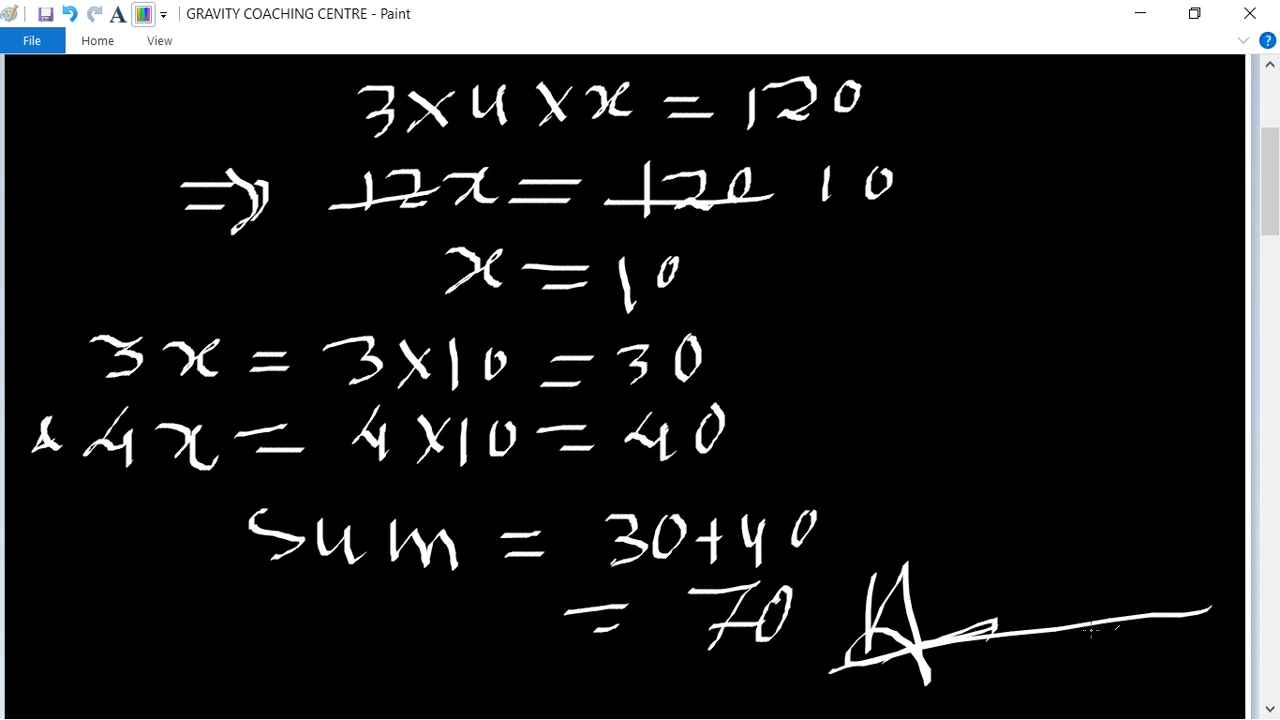 GRAVITY COACHING CENTRE - Paint
File Home View
3×4×x=120
⇒ 12x=120 10
x=10
3x=3×10=30
& 4x=4×10=40
Sum=30+40
=70 A